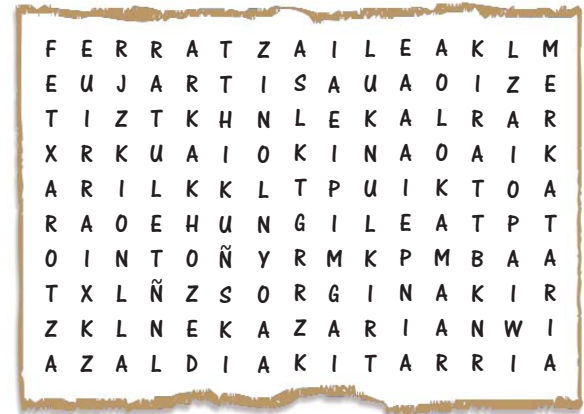 F E R R A T Z A I L E A K L M
E U J A R T I S A U A O I Z E
T I Z T K H N L E K A L R A R
X R K U A I O K I N A O A I K
A R I L K K L T P U I K T O A
R A O E H U N G I L E A T P T
O I N T O Ñ Y R M K P M B A A
T X L Ñ Z S O R G I N A K I R
Z K L N E K A Z A R I A N W I
A Z A L D I A K I T A R R I A